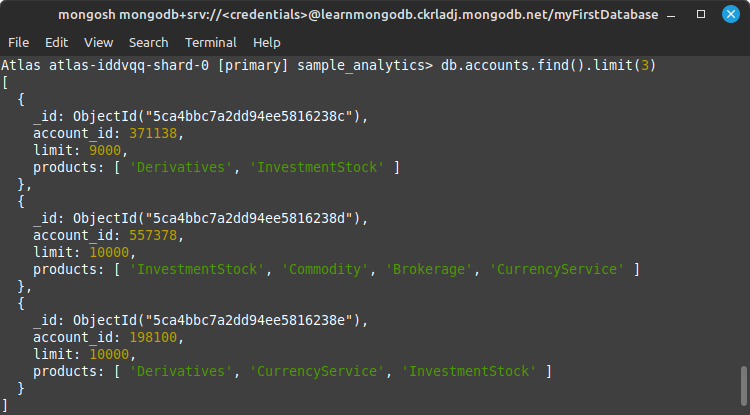 mongosh mongodb+srv://<credentials>@learnmongodb.ckrladj.mongodb.net/myFirstDatabase
File Edit View Search Terminal Help
Atlas atlas-iddvqq-shard-0 [primary] sample_analytics> db.accounts.find().limit(3)
[
  {
    _id: ObjectId("5ca4bbc7a2dd94ee5816238c"),
    account_id: 371138,
    limit: 9000,
    products: [ 'Derivatives', 'InvestmentStock' ]
  },
  {
    _id: ObjectId("5ca4bbc7a2dd94ee5816238d"),
    account_id: 557378,
    limit: 10000,
    products: [ 'InvestmentStock', 'Commodity', 'Brokerage', 'CurrencyService' ]
  },
  {
    _id: ObjectId("5ca4bbc7a2dd94ee5816238e"),
    account_id: 198100,
    limit: 10000,
    products: [ 'Derivatives', 'CurrencyService', 'InvestmentStock' ]
  }
]